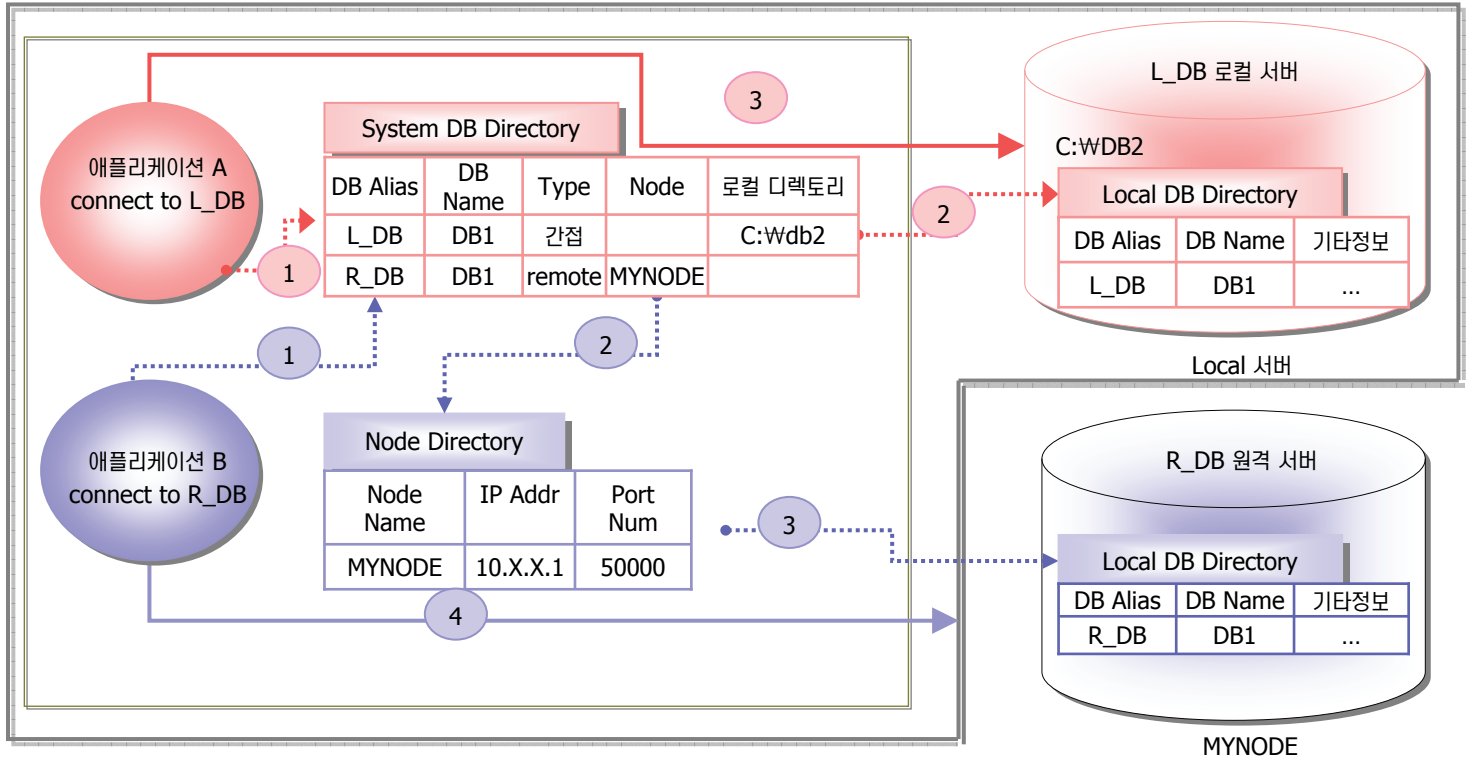 L_DB 로컬 서버
3
System DB Directory
애플리케이션 A
connect to L_DB
C:￦DB2
DB Alias DB Name Type Node 로컬 디렉토리
Local DB Directory
2
L_DB DB1 간접 C:￦db2
DB Alias DB Name 기타정보
1
R_DB DB1 remote MYNODE
L_DB DB1 ...
1
2
Local 서버
Node Directory
애플리케이션 B
connect to R_DB
R_DB 원격 서버
Node Name IP Addr Port Num
3
MYNODE 10.X.X.1 50000
Local DB Directory
DB Alias DB Name 기타정보
4
R_DB DB1 ...
MYNODE